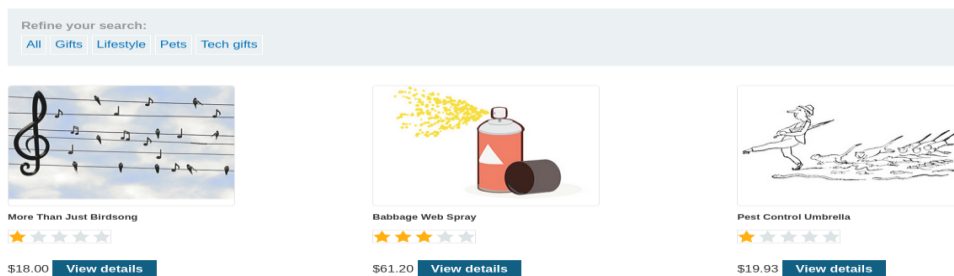 Refine your search:
All Gifts Lifestyle Pets Tech gifts
More Than Just Birdsong
Babbage Web Spray
Pest Control Umbrella
$18.00 View details
$61.20 View details
$19.93 View details